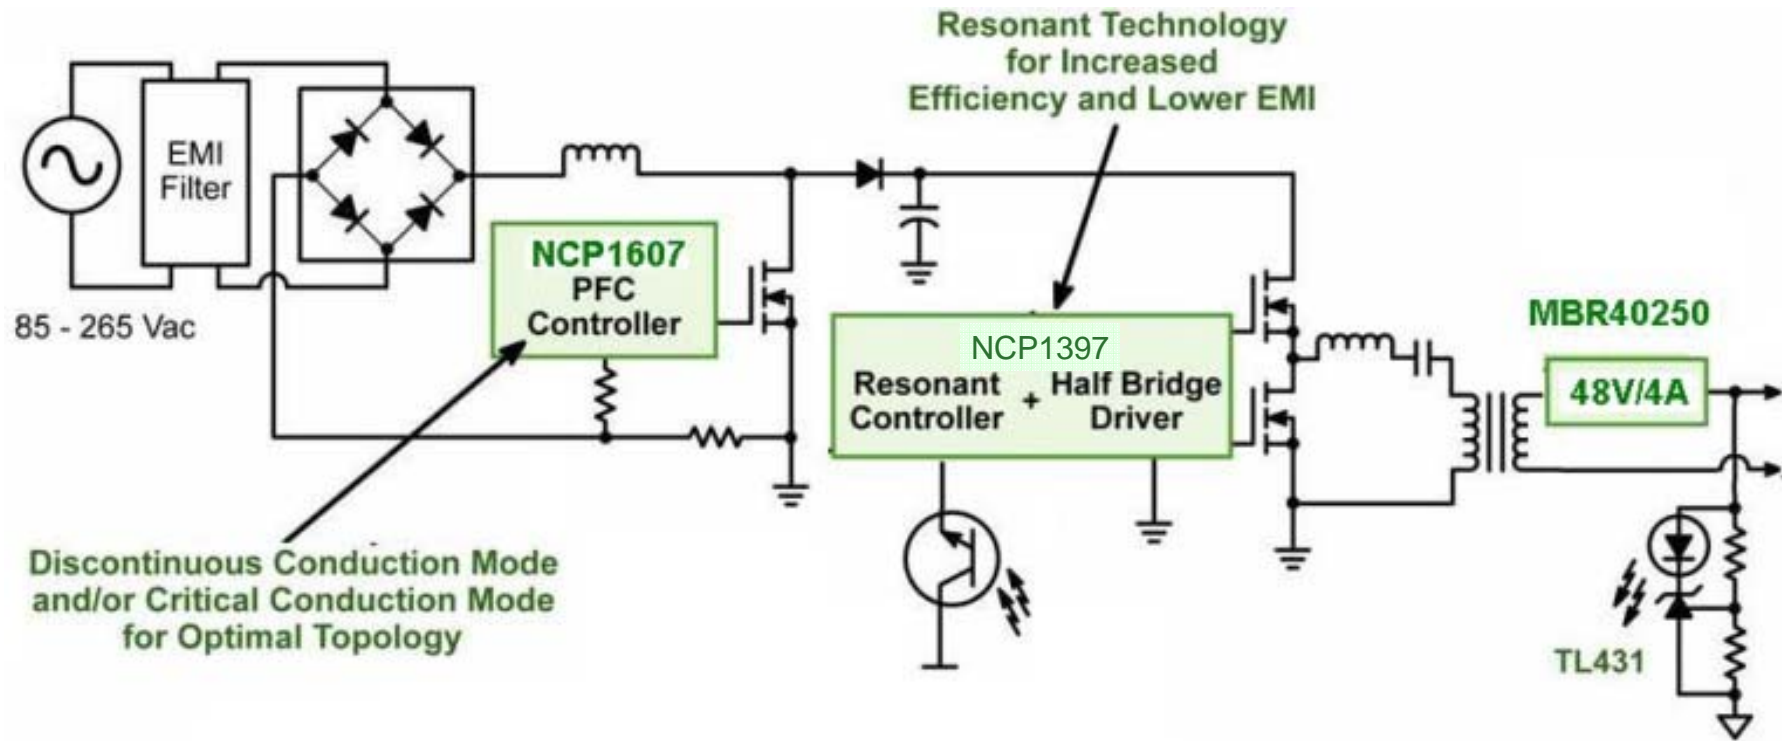 Resonant Technology
for Increased
Efficiency and Lower EMI
EMI
Filter
85 - 265 Vac
NCP1607
PFC
Controller
NCP1397
Resonant
Controller
+
Half Bridge
Driver
MBR40250
48V/4A
Discontinuous Conduction Mode
and/or Critical Conduction Mode
for Optimal Topology
TL431